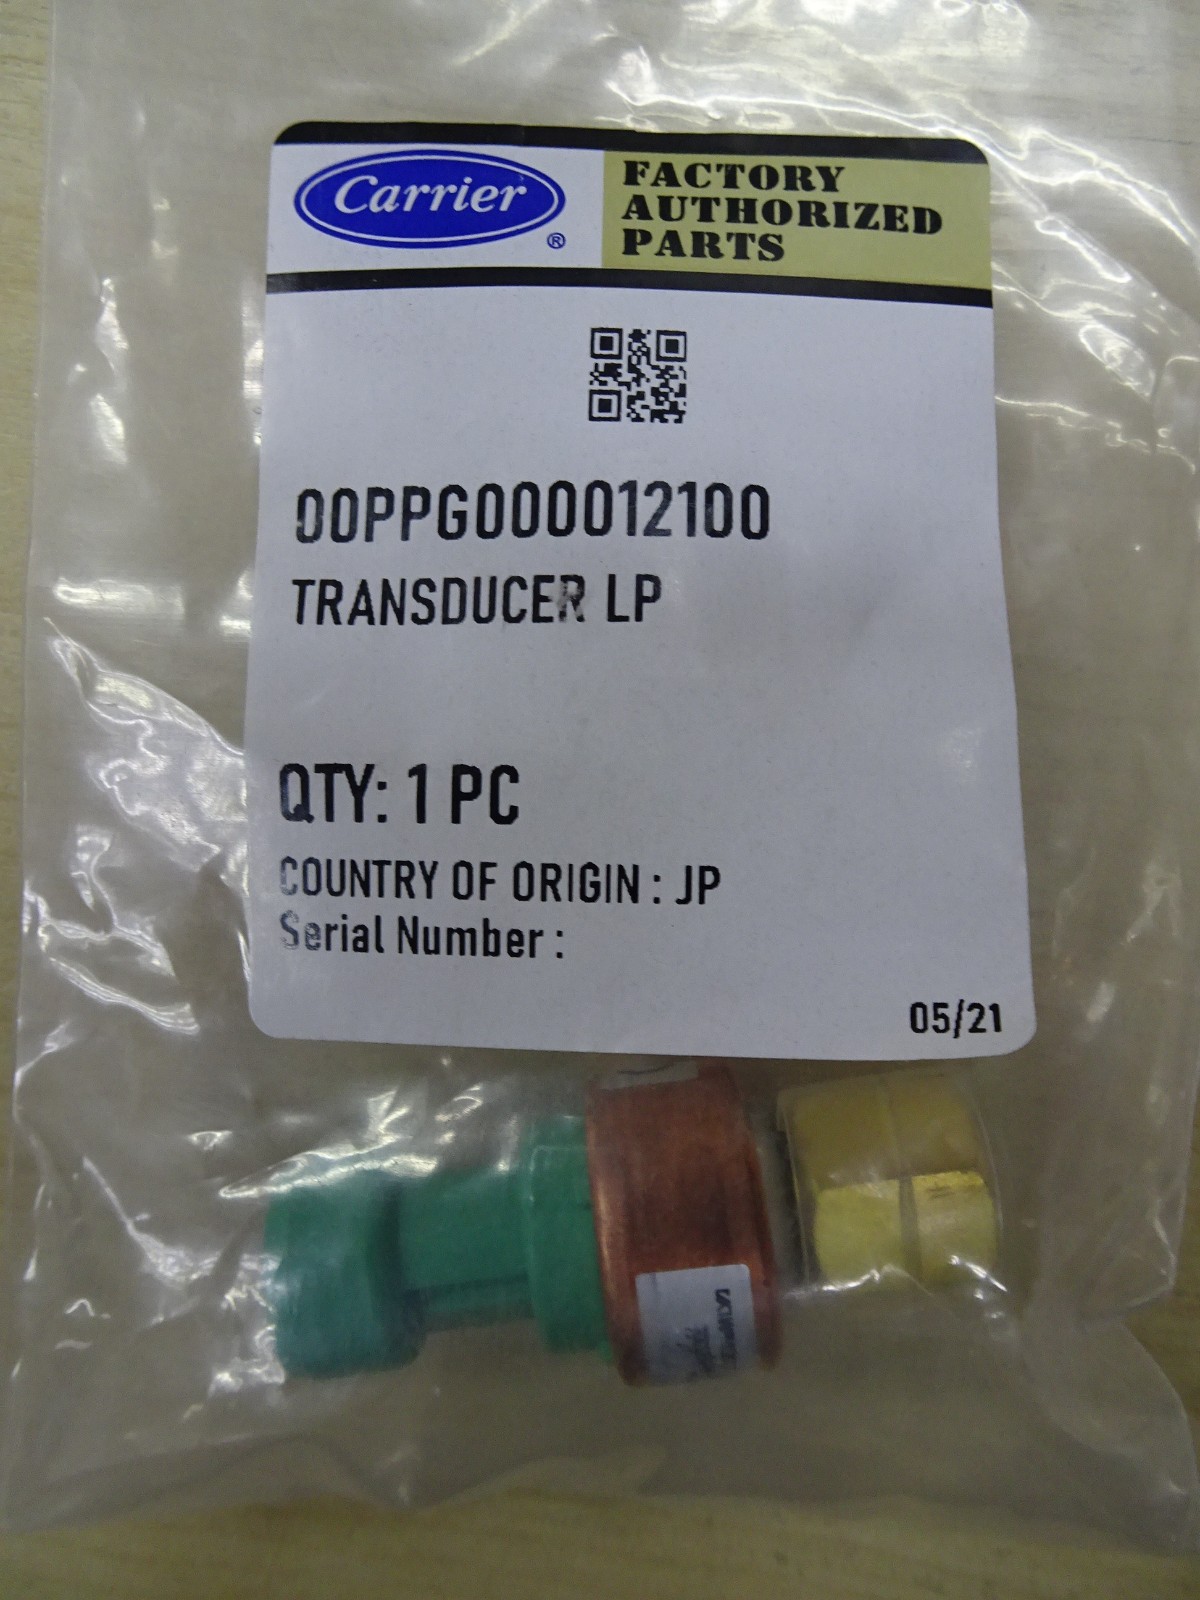 Carrier
®
FACTORY
AUTHORIZED
PARTS
00PPG000012100
TRANSDUCER LP
QTY: 1 PC
COUNTRY OF ORIGIN : JP
Serial Number :
05/21